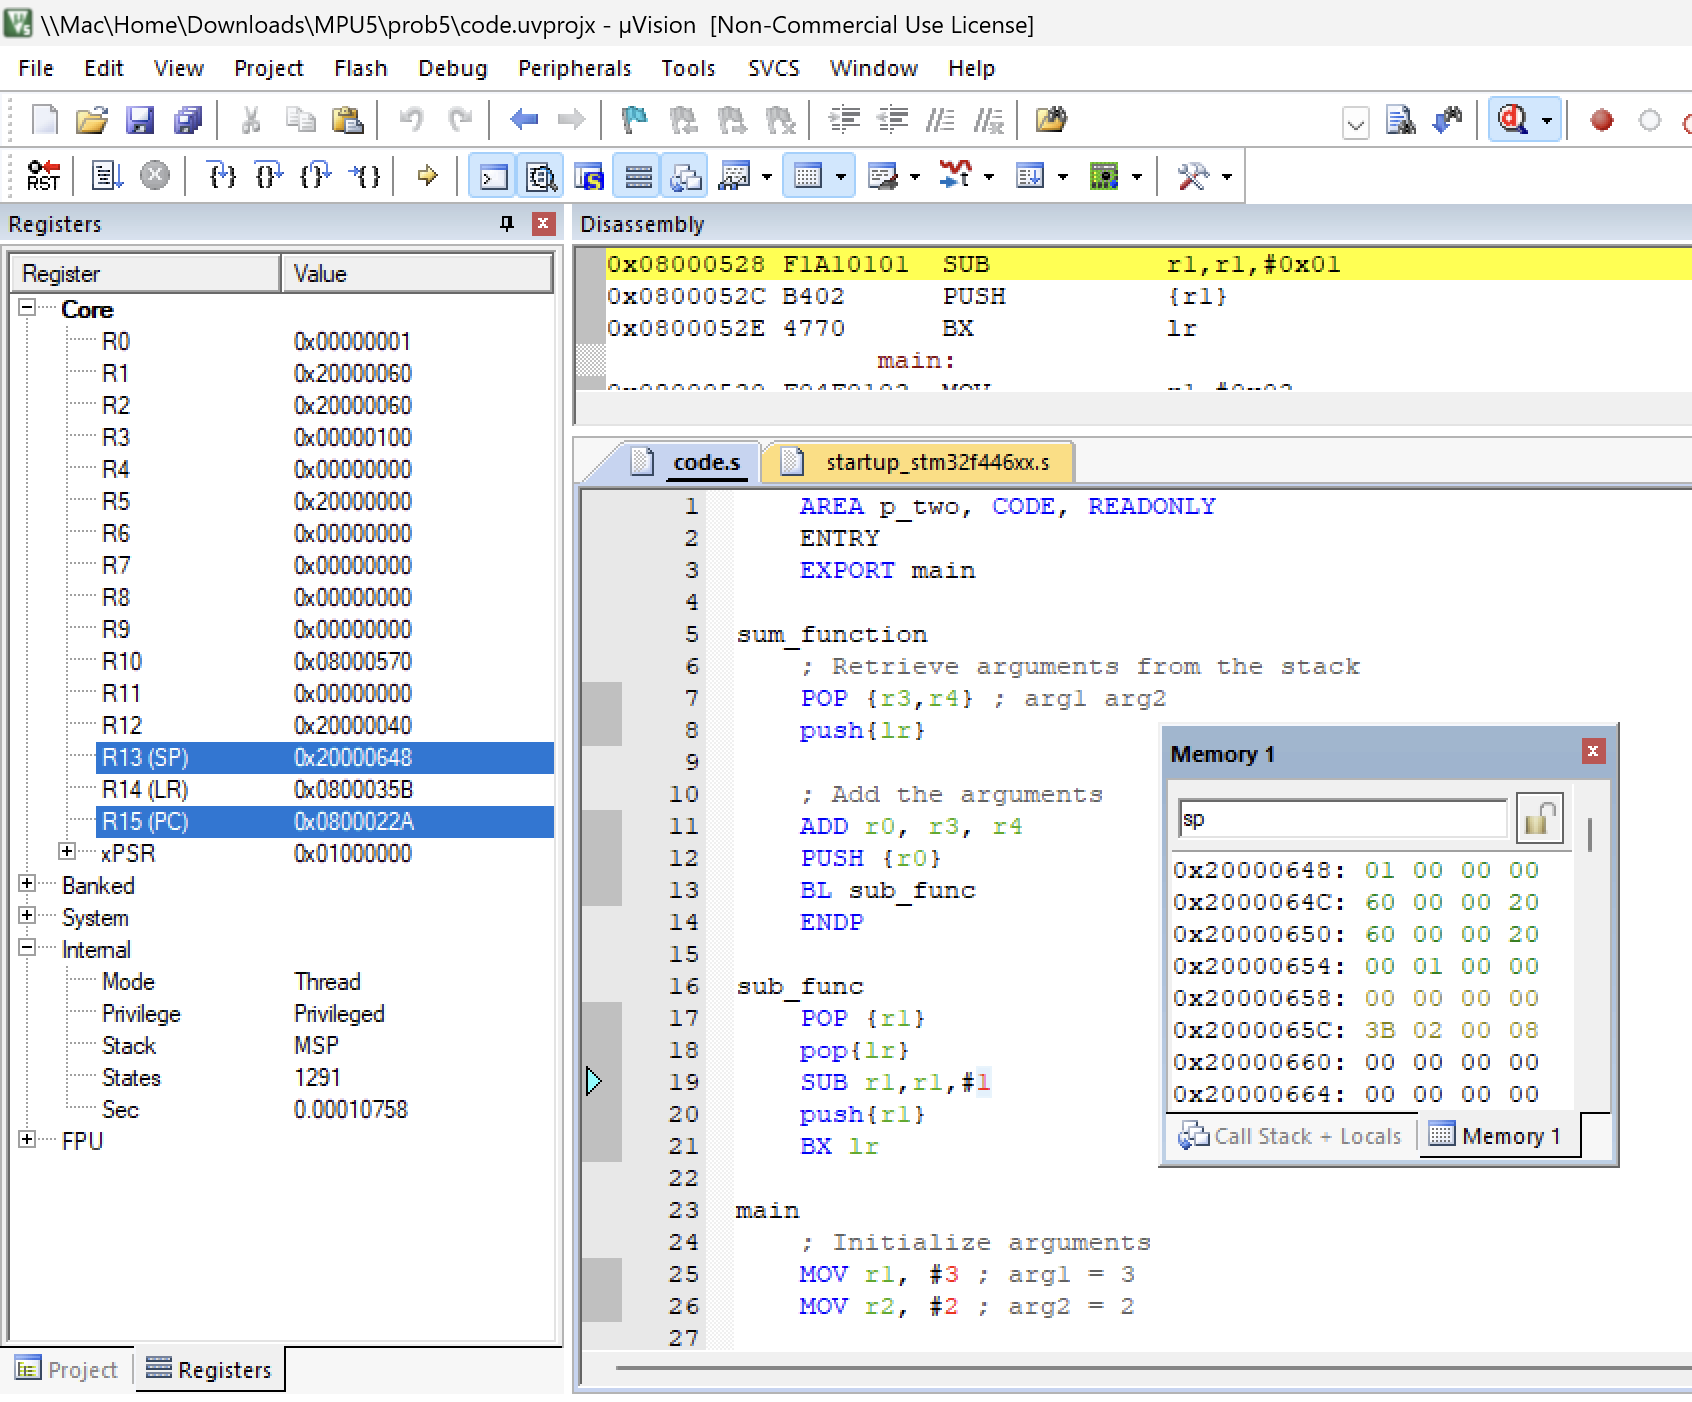 \\Mac\Home\Downloads\MPU5\prob5\code.uvprojx - µVision [Non-Commercial Use License]
File Edit View Project Flash Debug Peripherals Tools SVCS Window Help
RST
Registers
Register Value
Core
R0 0x00000001
R1 0x20000060
R2 0x20000060
R3 0x00000100
R4 0x00000000
R5 0x20000000
R6 0x00000000
R7 0x00000000
R8 0x00000000
R9 0x00000000
R10 0x08000570
R11 0x00000000
R12 0x20000040
R13 (SP) 0x20000648
R14 (LR) 0x0800035B
R15 (PC) 0x0800022A
xPSR 0x01000000
Banked
System
Internal
Mode Thread
Privilege Privileged
Stack MSP
States 1291
Sec 0.00010758
FPU
Project Registers
Disassembly
0x08000528 F1A10101 SUB r1,r1,#0x01
0x0800052C B402 PUSH {r1}
0x0800052E 4770 BX lr
main:
code.s startup_stm32f446xx.s
1 AREA p_two, CODE, READONLY
2 ENTRY
3 EXPORT main
4
5 sum_function
6 ; Retrieve arguments from the stack
7 POP {r3,r4} ; arg1 arg2
8 push{lr}
9
10 ; Add the arguments
11 ADD r0, r3, r4
12 PUSH {r0}
13 BL sub_func
14 ENDP
15
16 sub_func
17 POP {r1}
18 pop{lr}
19 SUB r1,r1,#1
20 push{r1}
21 BX lr
22
23 main
24 ; Initialize arguments
25 MOV r1, #3 ; arg1 = 3
26 MOV r2, #2 ; arg2 = 2
27
Memory 1
sp
0x20000648: 01 00 00 00
0x2000064C: 60 00 00 20
0x20000650: 60 00 00 20
0x20000654: 00 01 00 00
0x20000658: 00 00 00 00
0x2000065C: 3B 02 00 08
0x20000660: 00 00 00 00
0x20000664: 00 00 00 00
Call Stack + Locals Memory 1